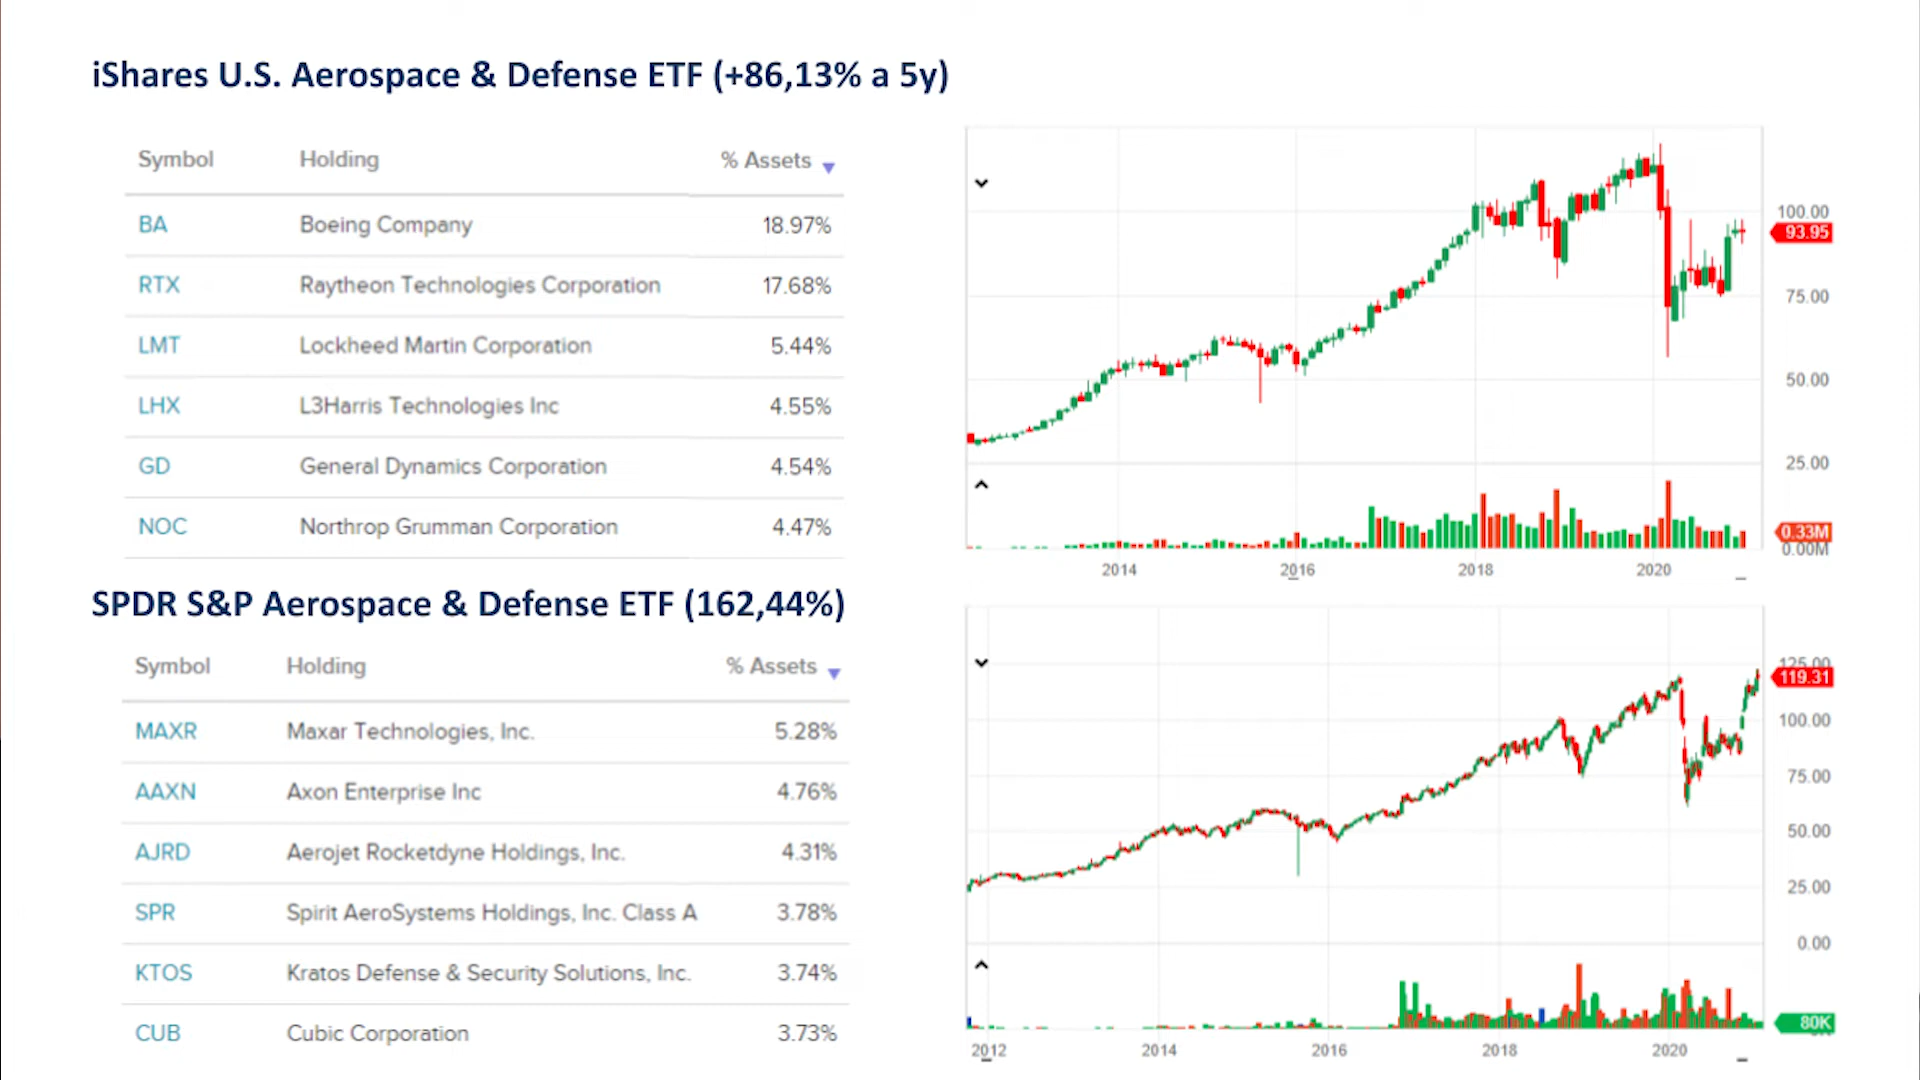 iShares U.S. Aerospace & Defense ETF (+86,13% a 5y)
Symbol Holding % Assets
BA Boeing Company 18.97%
RTX Raytheon Technologies Corporation 17.68%
LMT Lockheed Martin Corporation 5.44%
LHX L3Harris Technologies Inc 4.55%
GD General Dynamics Corporation 4.54%
NOC Northrop Grumman Corporation 4.47%
100.00
93.95
75.00
50.00
25.00
0.33M
0.00M
2014 2016 2018 2020
SPDR S&P Aerospace & Defense ETF (162,44%)
Symbol Holding % Assets
MAXR Maxar Technologies, Inc. 5.28%
AAXN Axon Enterprise Inc 4.76%
AJRD Aerojet Rocketdyne Holdings, Inc. 4.31%
SPR Spirit AeroSystems Holdings, Inc. Class A 3.78%
KTOS Kratos Defense & Security Solutions, Inc. 3.74%
CUB Cubic Corporation 3.73%
125.00
119.31
100.00
75.00
50.00
25.00
0.00
80K
2012 2014 2016 2018 2020